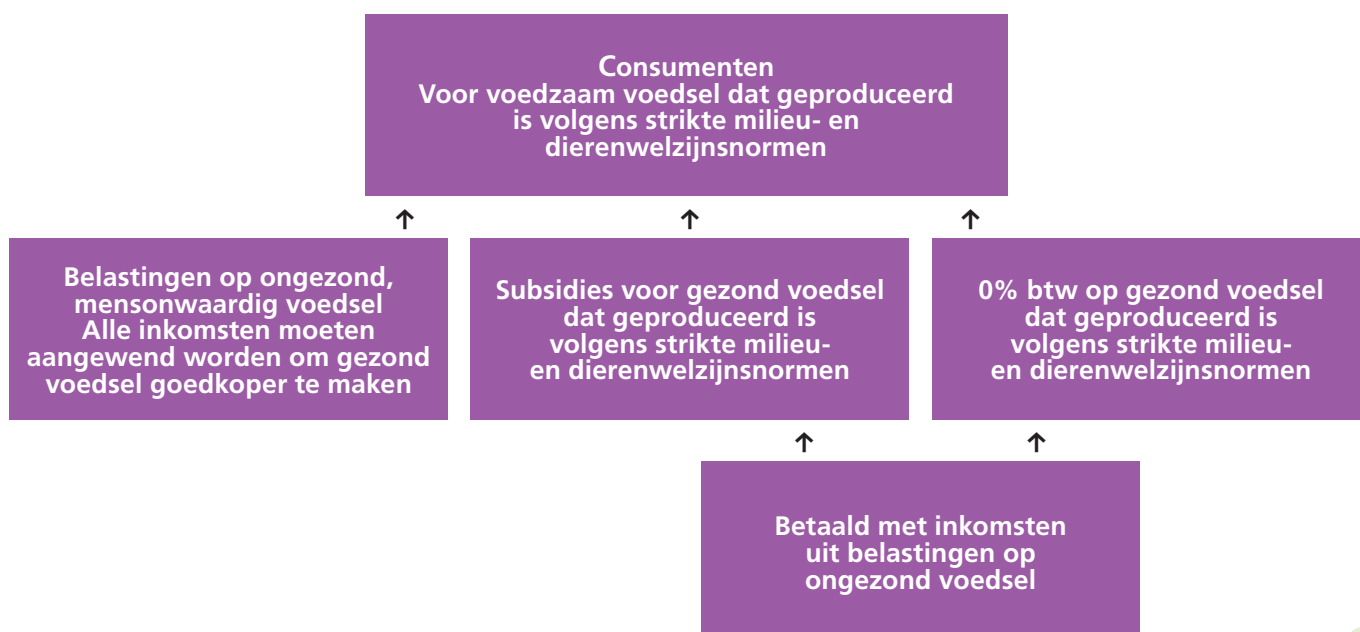 Consumenten
Voor voedzaam voedsel dat geproduceerd
is volgens strikte milieu- en
dierenwelzijnsnormen
↑ ↑ ↑
Belastingen op ongezond,
mensonwaardig voedsel
Alle inkomsten moeten
aangewend worden om gezond
voedsel goedkoper te maken
Subsidies voor gezond voedsel
dat geproduceerd is
volgens strikte milieu-
en dierenwelzijnsnormen
0% btw op gezond voedsel
dat geproduceerd is
volgens strikte milieu-
en dierenwelzijnsnormen
↑ ↑
Betaald met inkomsten
uit belastingen op
ongezond voedsel